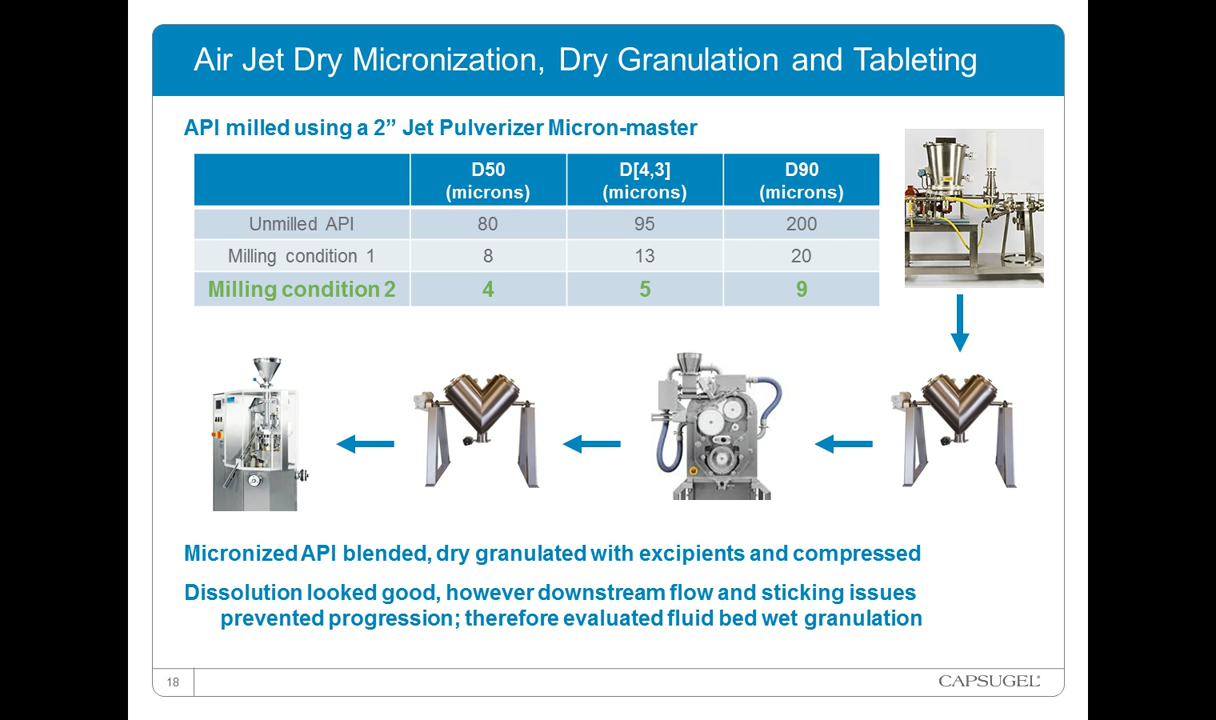 Air Jet Dry Micronization, Dry Granulation and Tableting
API milled using a 2” Jet Pulverizer Micron-master
D50 (microns) D[4,3] (microns) D90 (microns)
Unmilled API 80 95 200
Milling condition 1 8 13 20
Milling condition 2 4 5 9
Micronized API blended, dry granulated with excipients and compressed
Dissolution looked good, however downstream flow and sticking issues
prevented progression; therefore evaluated fluid bed wet granulation
18
CAPSUGEL®